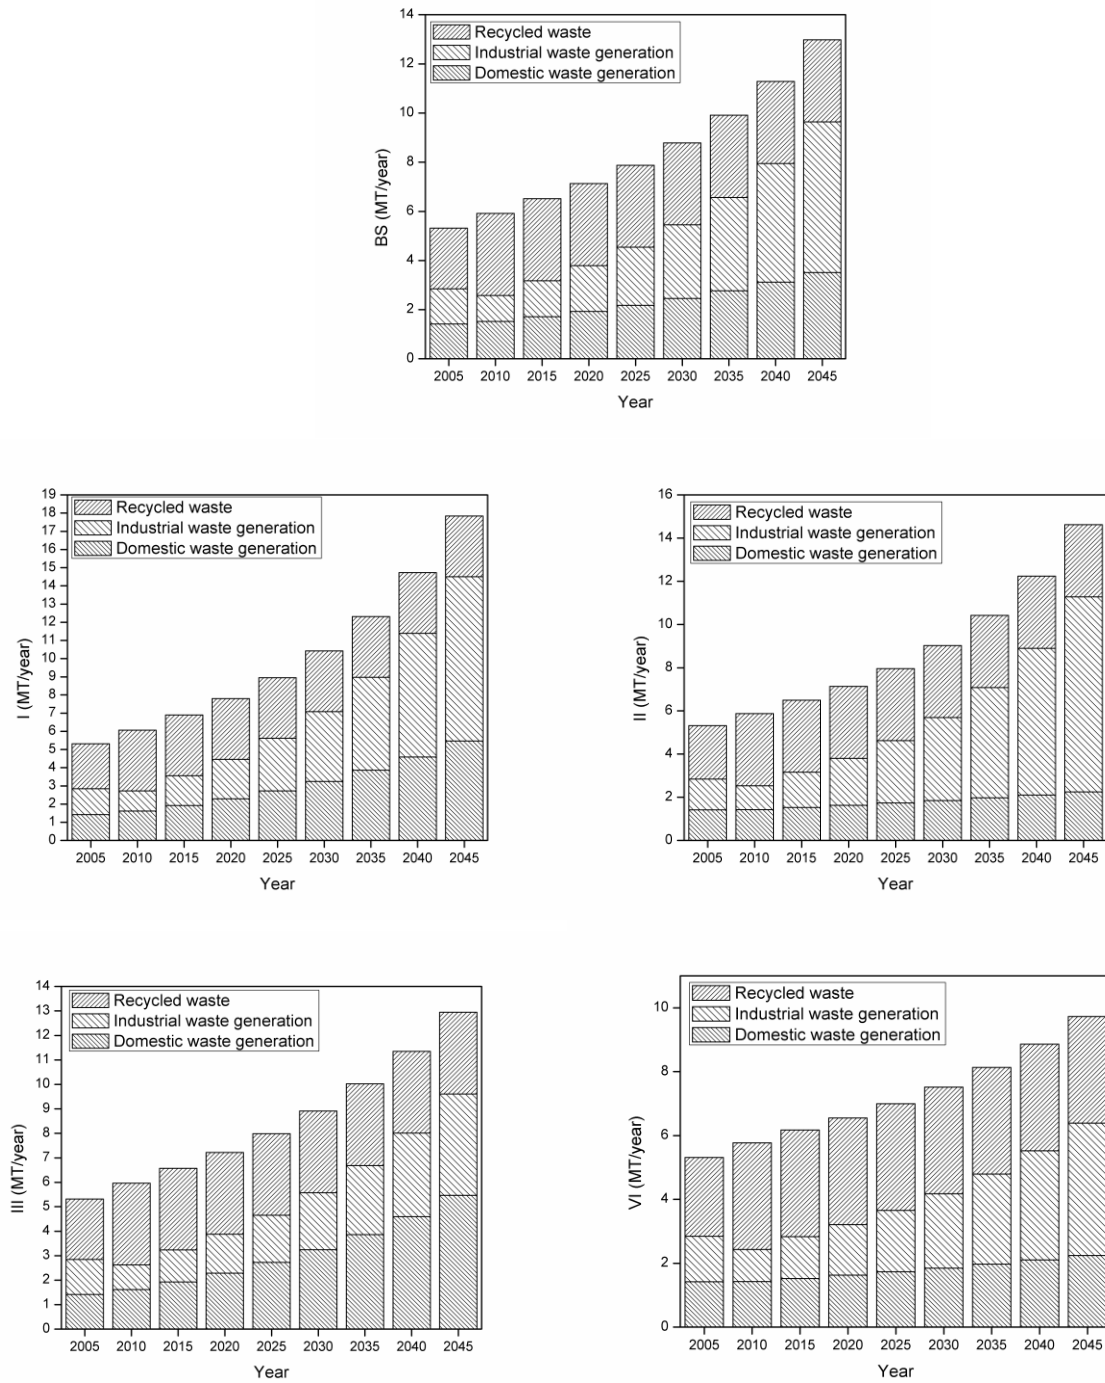 14
12
10
8
6
4
2
0
BS (MT/year)
Recycled waste
Industrial waste generation
Domestic waste generation
2005 2010 2015 2020 2025 2030 2035 2040 2045
Year
19
18
17
16
15
14
13
12
11
10
9
8
7
6
5
4
3
2
1
0
I (MT/year)
Recycled waste
Industrial waste generation
Domestic waste generation
2005 2010 2015 2020 2025 2030 2035 2040 2045
Year
16
14
12
10
8
6
4
2
0
II (MT/year)
Recycled waste
Industrial waste generation
Domestic waste generation
2005 2010 2015 2020 2025 2030 2035 2040 2045
Year
14
13
12
11
10
9
8
7
6
5
4
3
2
1
0
III (MT/year)
Recycled waste
Industrial waste generation
Domestic waste generation
2005 2010 2015 2020 2025 2030 2035 2040 2045
Year
10
8
6
4
2
0
VI (MT/year)
Recycled waste
Industrial waste generation
Domestic waste generation
2005 2010 2015 2020 2025 2030 2035 2040 2045
Year